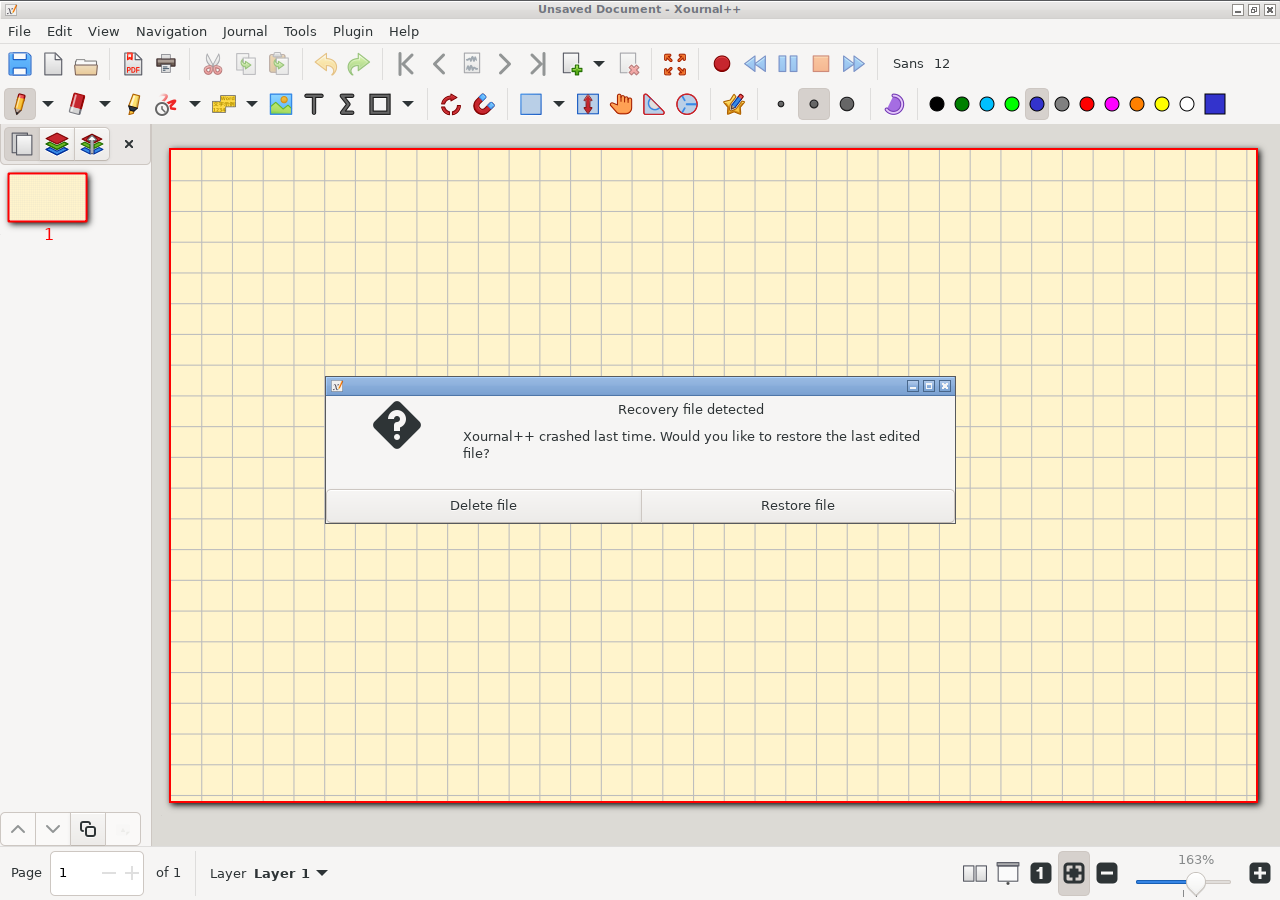 Unsaved Document - Xournal++
File Edit View Navigation Journal Tools Plugin Help
PDF
Sans 12
1
Recovery file detected
Xournal++ crashed last time. Would you like to restore the last edited
file?
Delete file Restore file
Page 1 of 1 Layer Layer 1 1 163%